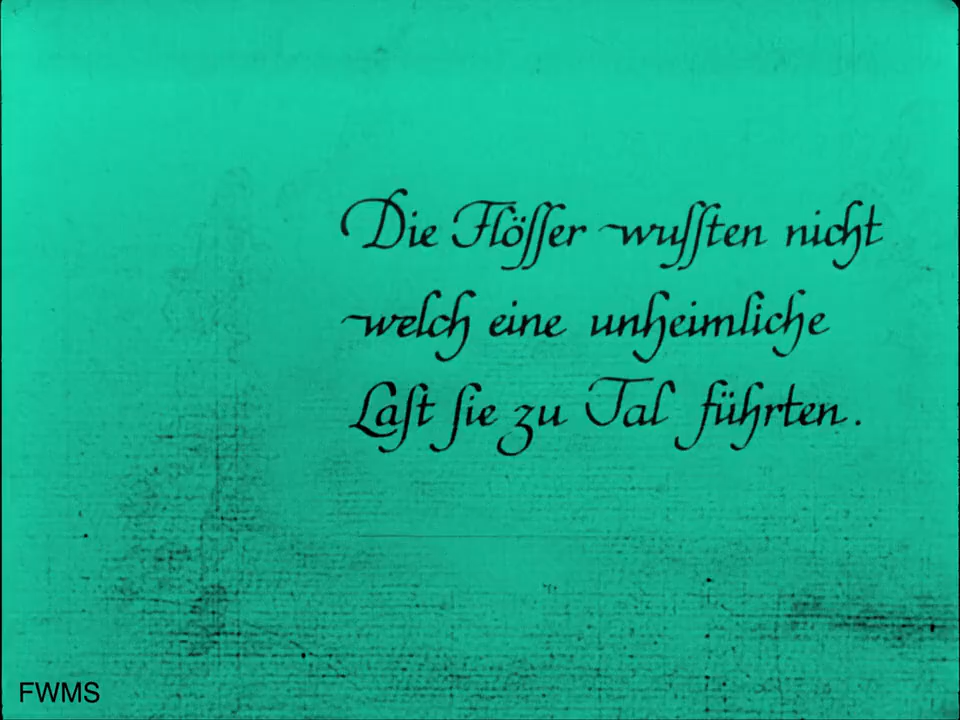 Die Flöſſer wuſſten nicht
welch eine unheimliche
Laſt ſie zu Tal führten.
FWMS